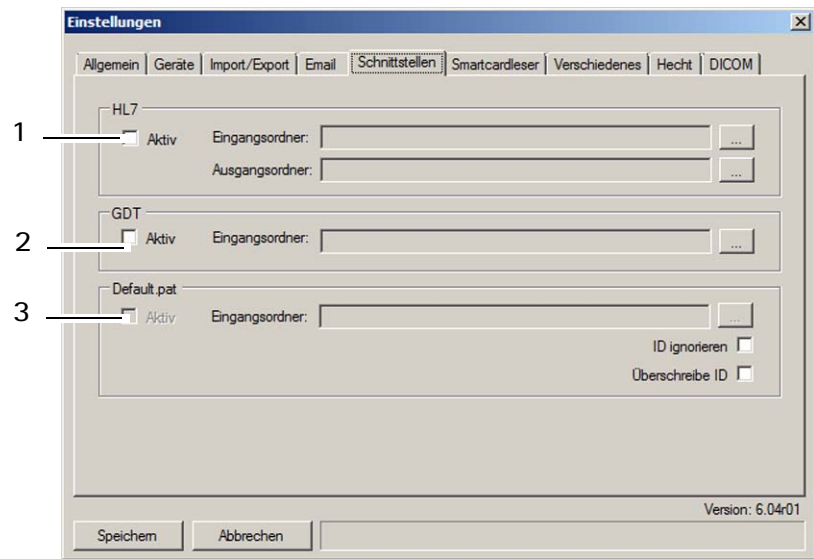 Einstellungen
Allgemein Geräte Import/Export Email Schnittstellen Smartcardleser Verschiedenes Hecht DICOM
HL7
1 Aktiv Eingangsordner: ...
Ausgangsordner: ...
GDT
2 Aktiv Eingangsordner: ...
Default.pat
3 Aktiv Eingangsordner: ...
ID ignorieren
Überschreibe ID
Version: 6.04r01
Speichern Abbrechen